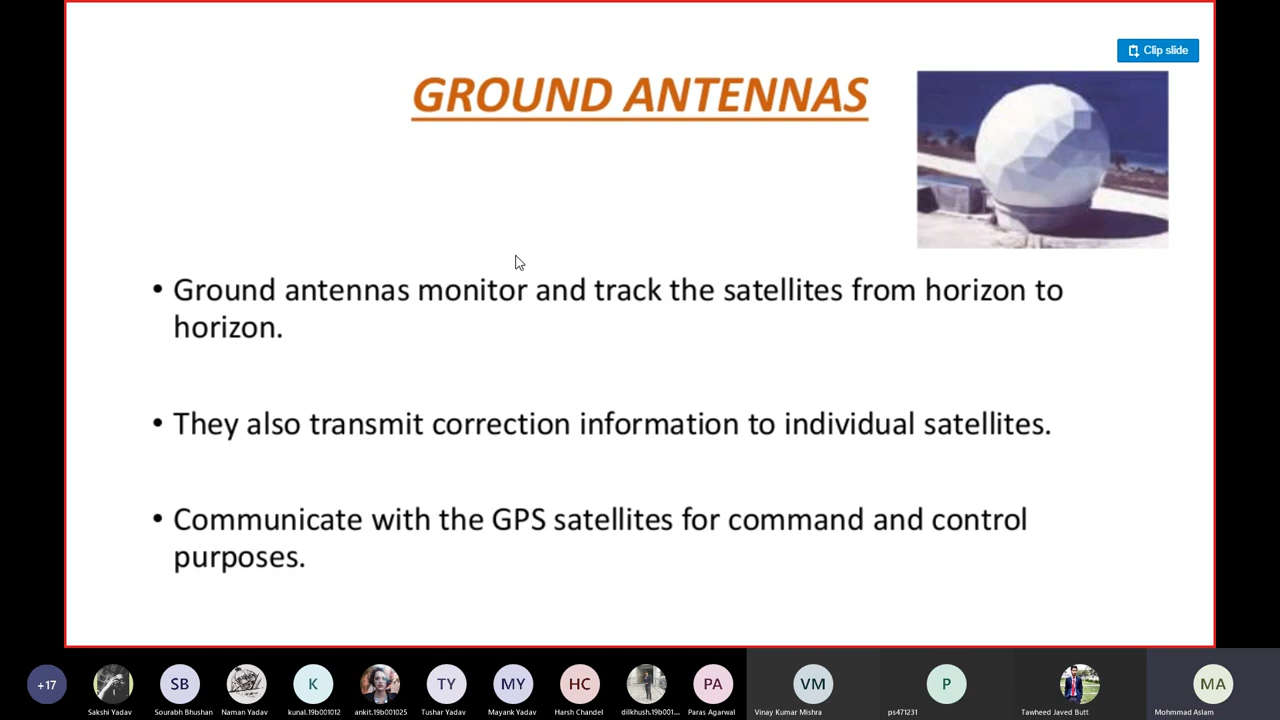 Clip slide
GROUND ANTENNAS
• Ground antennas monitor and track the satellites from horizon to
horizon.
• They also transmit correction information to individual satellites.
• Communicate with the GPS satellites for command and control
purposes.
+17
SB
K
TY
MY
HC
PA
VM
P
MA
Sakshi Yadav
Sourabh Bhushan
Naman Yadav
kunal.19b001012
ankit.19b001025
Tushar Yadav
Mayank Yadav
Harsh Chandel
dilkhush.19b001...
Paras Agarwal
Vinay Kumar Mishra
ps471231
Tawheed Javed Butt
Mohmmad Aslam